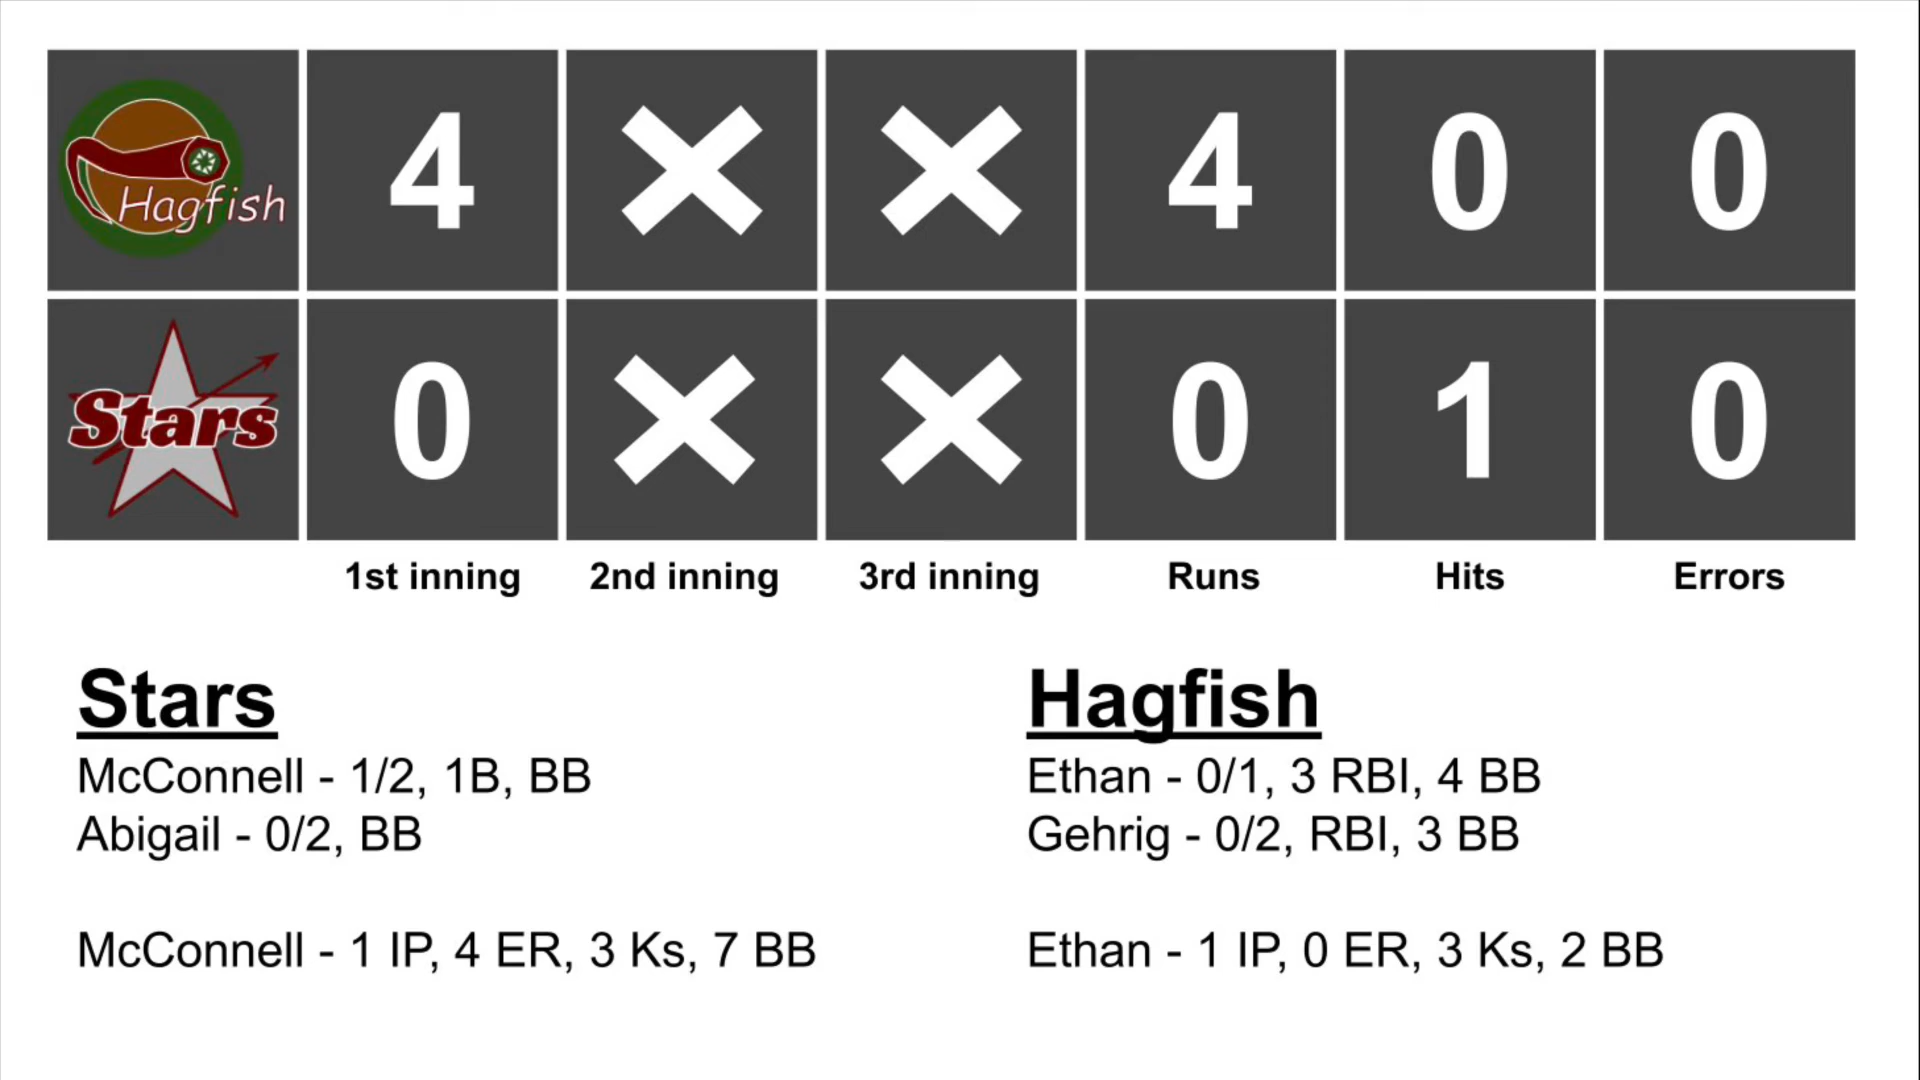 Hagfish
4 4 0 0
Stars
0 0 1 0
1st inning 2nd inning 3rd inning Runs Hits Errors
Stars
McConnell - 1/2, 1B, BB
Abigail - 0/2, BB
McConnell - 1 IP, 4 ER, 3 Ks, 7 BB
Hagfish
Ethan - 0/1, 3 RBI, 4 BB
Gehrig - 0/2, RBI, 3 BB
Ethan - 1 IP, 0 ER, 3 Ks, 2 BB